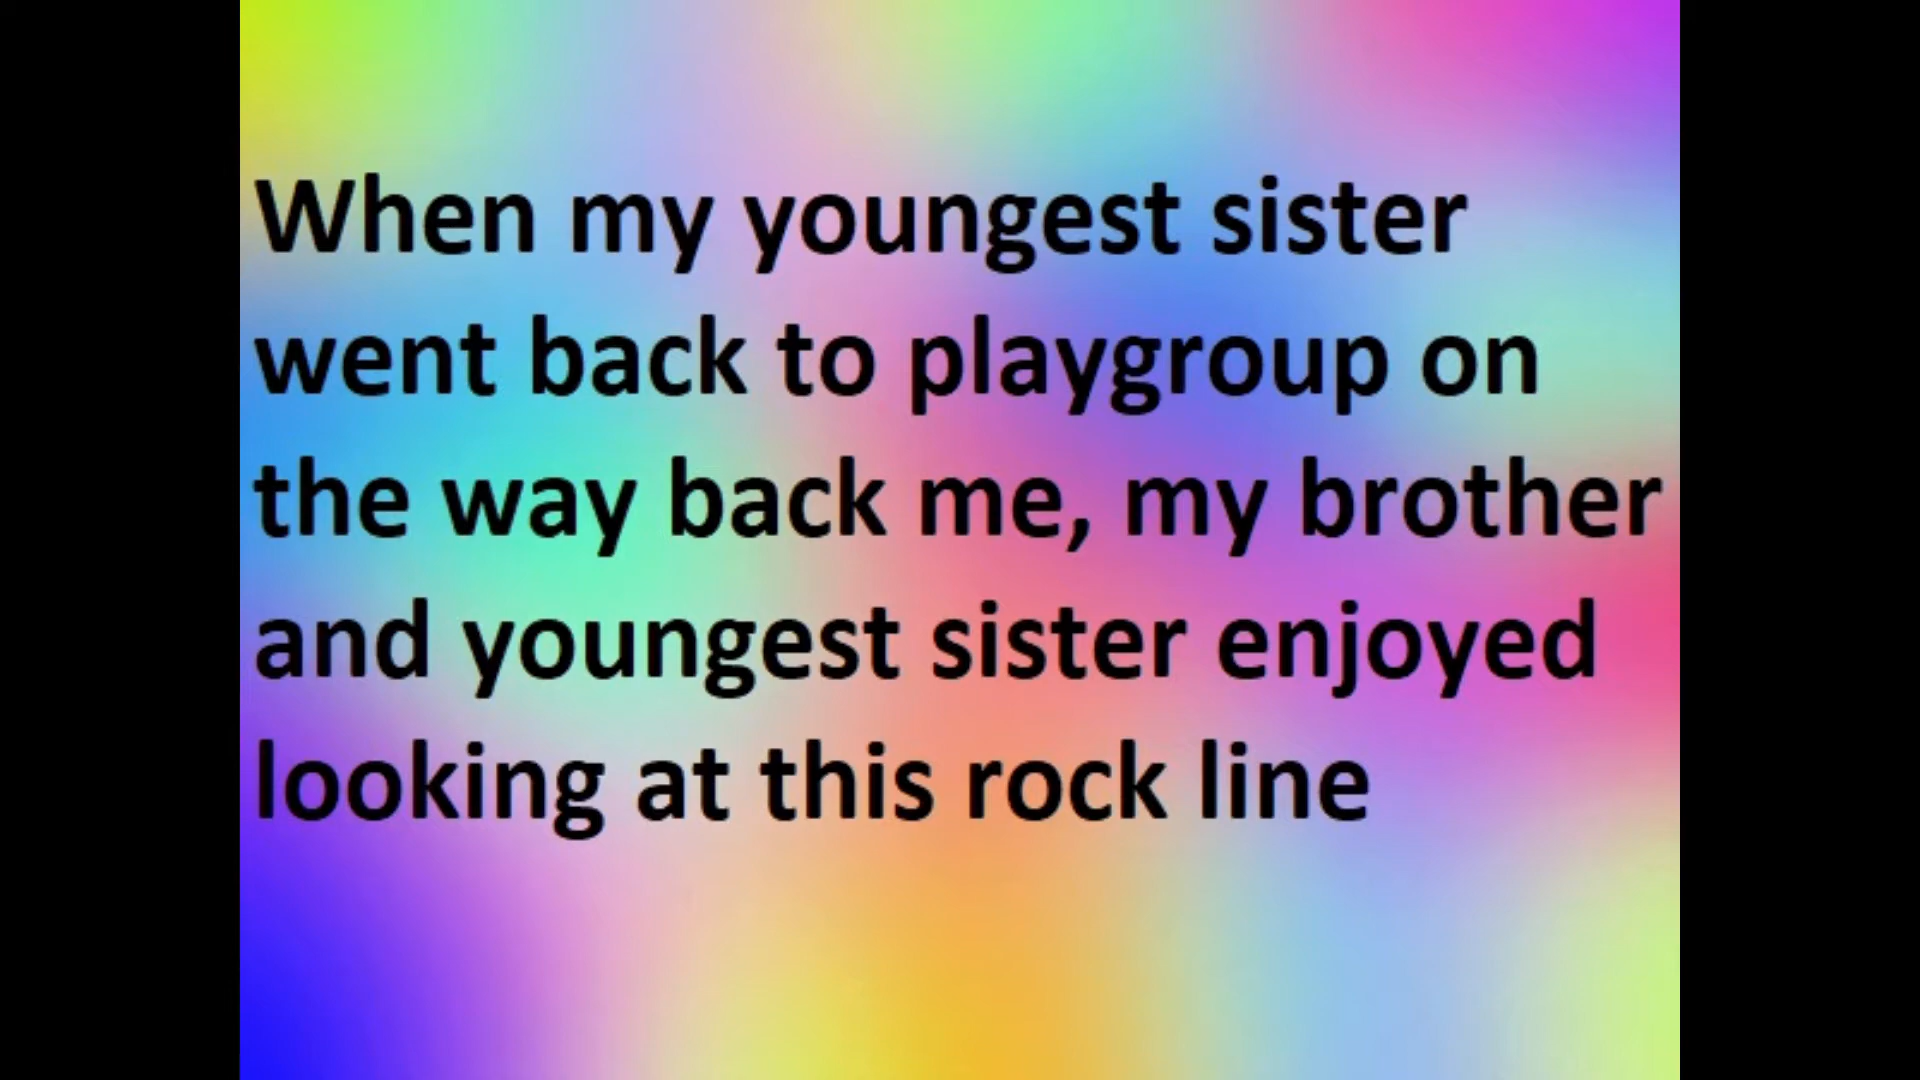 When my youngest sister
went back to playgroup on
the way back me, my brother
and youngest sister enjoyed
looking at this rock line